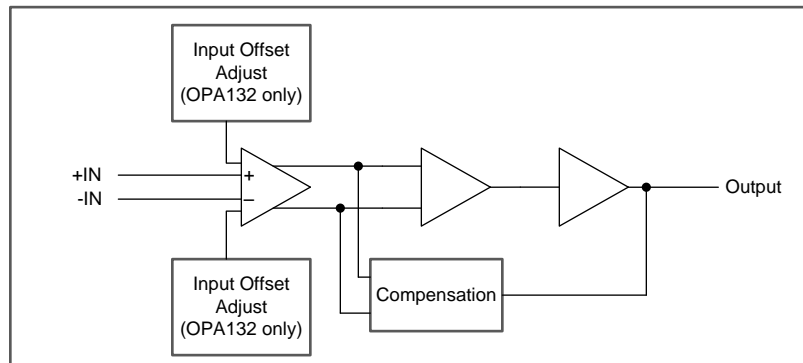 Input Offset
Adjust
(OPA132 only)
+IN
-IN
+
−
Output
Input Offset
Adjust
(OPA132 only)
Compensation